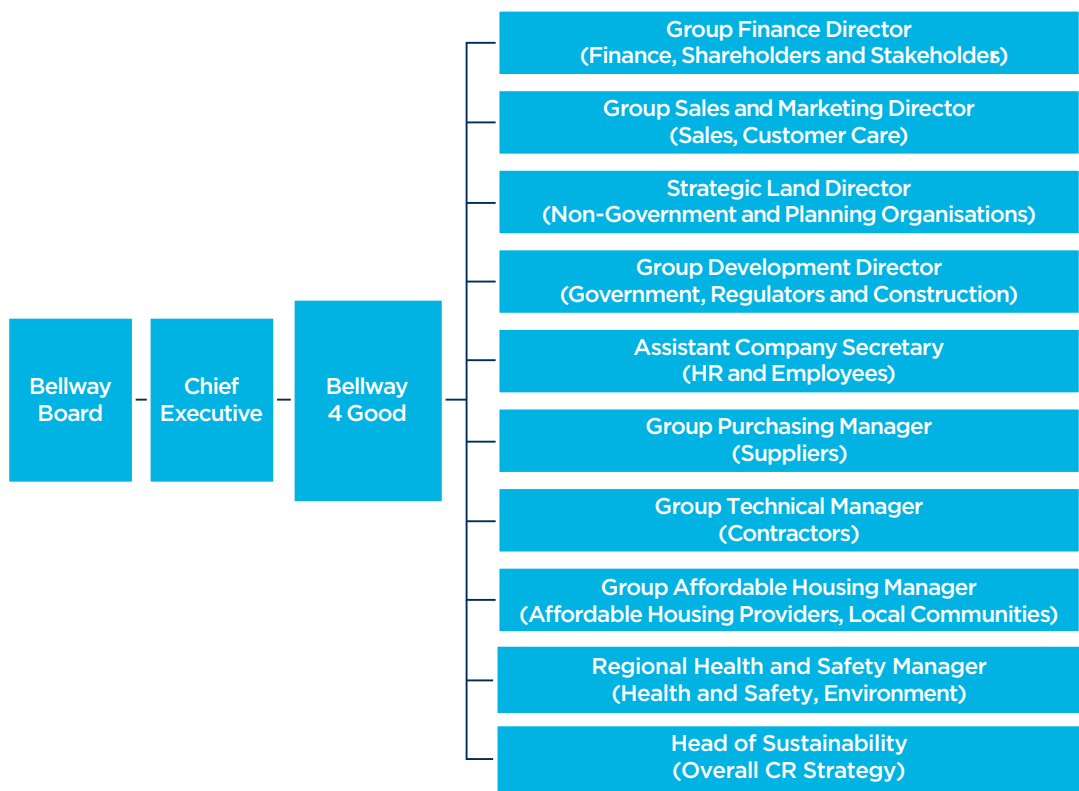 Group Finance Director
(Finance, Shareholders and Stakeholders)
Group Sales and Marketing Director
(Sales, Customer Care)
Strategic Land Director
(Non-Government and Planning Organisations)
Group Development Director
(Government, Regulators and Construction)
Bellway
Board
Chief
Executive
Bellway
4 Good
Assistant Company Secretary
(HR and Employees)
Group Purchasing Manager
(Suppliers)
Group Technical Manager
(Contractors)
Group Affordable Housing Manager
(Affordable Housing Providers, Local Communities)
Regional Health and Safety Manager
(Health and Safety, Environment)
Head of Sustainability
(Overall CR Strategy)